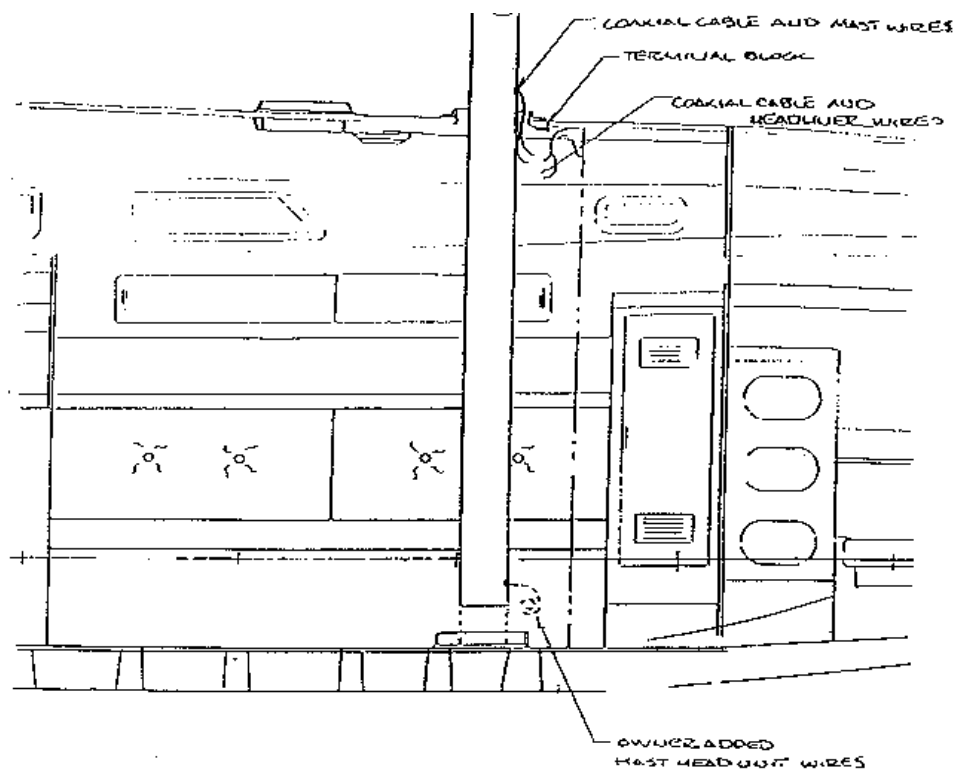 COAXIAL CABLE AND MAST WIRES
TERMINAL BLOCK
COAXIAL CABLE AND
HEADLINER WIRES
OWNER ADDED
MAST HEAD UNIT WIRES